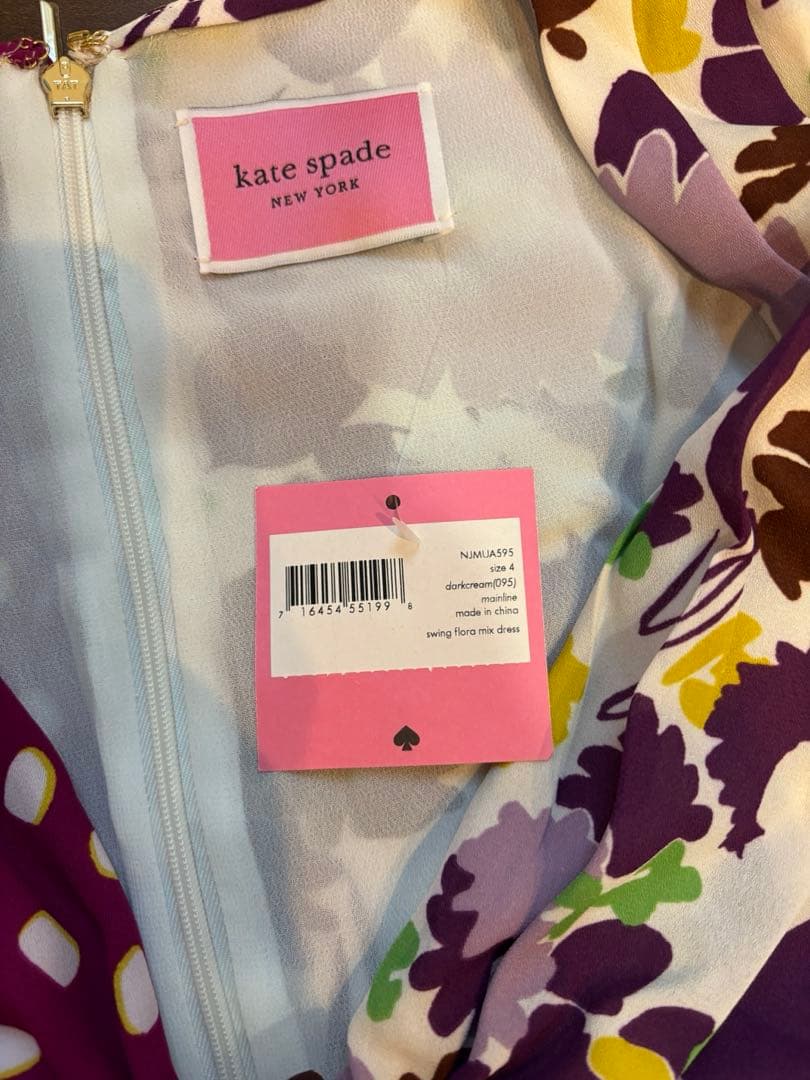 kate spade
NEW YORK
NJMUA595
size 4
darkcream(095)
mainline
made in china
swing flora mix dress
7 16454 55199 8